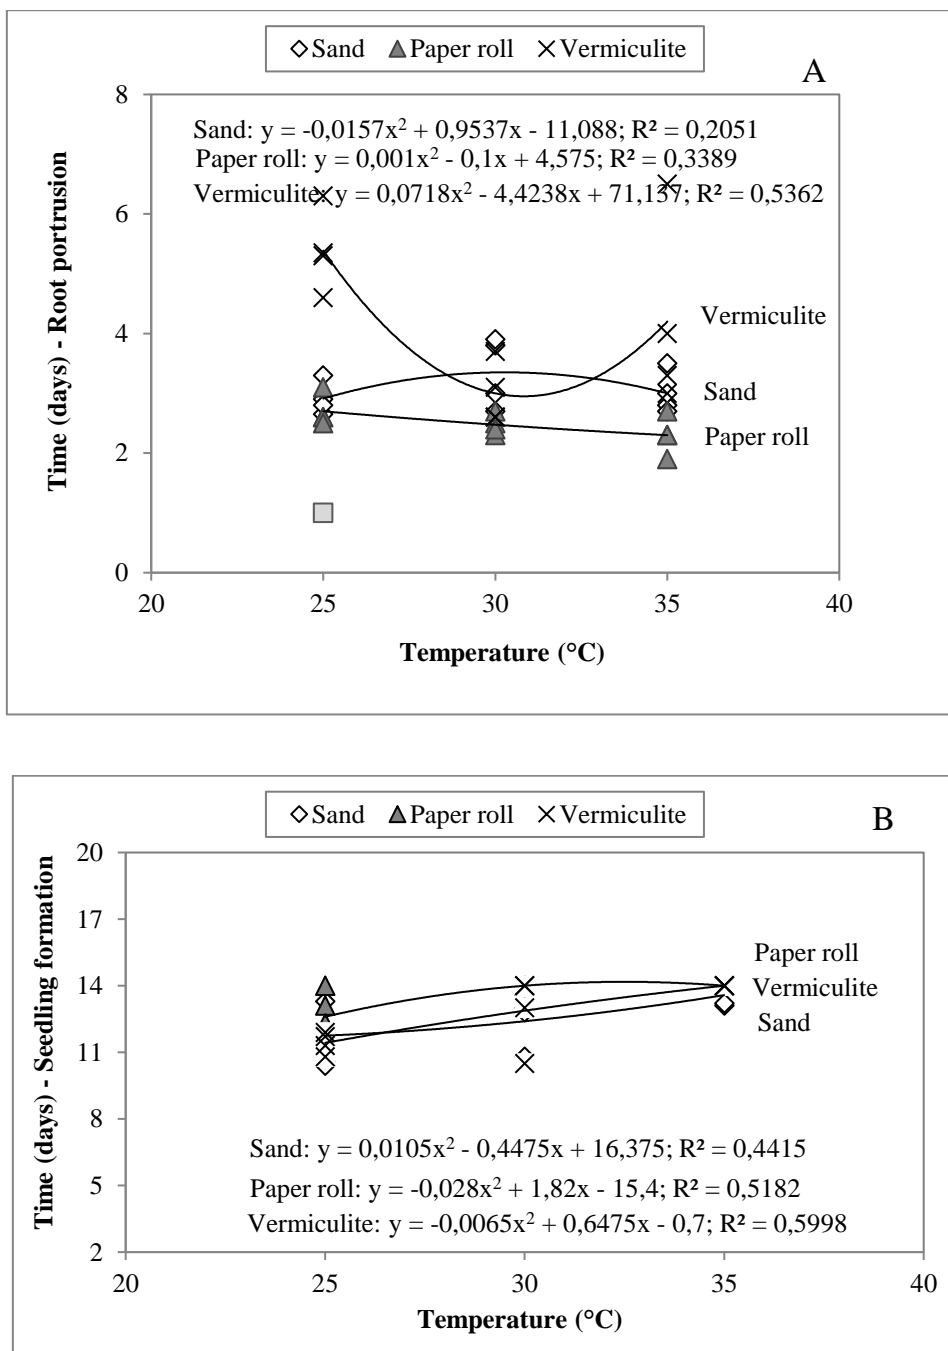 Sand Paper roll Vermiculite
A
8
Sand: y = -0,0157x² + 0,9537x - 11,088; R² = 0,2051
Paper roll: y = 0,001x² - 0,1x + 4,575; R² = 0,3389
Vermiculite: y = 0,0718x² - 4,4238x + 71,137; R² = 0,5362
6
4
2
0
Vermiculite
Sand
Paper roll
20 25 30 35 40
Time (days) - Root portrusion
Temperature (°C)
Sand Paper roll Vermiculite
B
20
17
14
11
8
5
2
Paper roll
Vermiculite
Sand
Sand: y = 0,0105x² - 0,4475x + 16,375; R² = 0,4415
Paper roll: y = -0,028x² + 1,82x - 15,4; R² = 0,5182
Vermiculite: y = -0,0065x² + 0,6475x - 0,7; R² = 0,5998
20 25 30 35 40
Time (days) - Seedling formation
Temperature (°C)